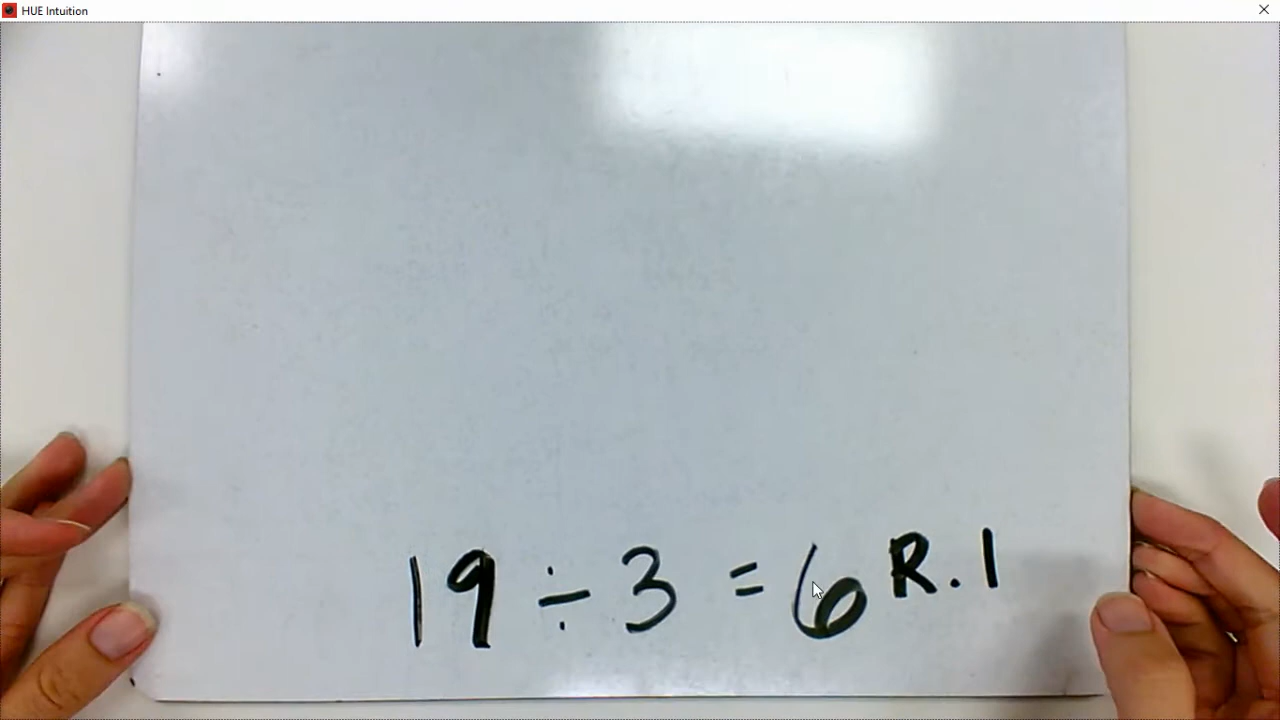 HUE Intuition
19 ÷ 3 = 6 R. 1